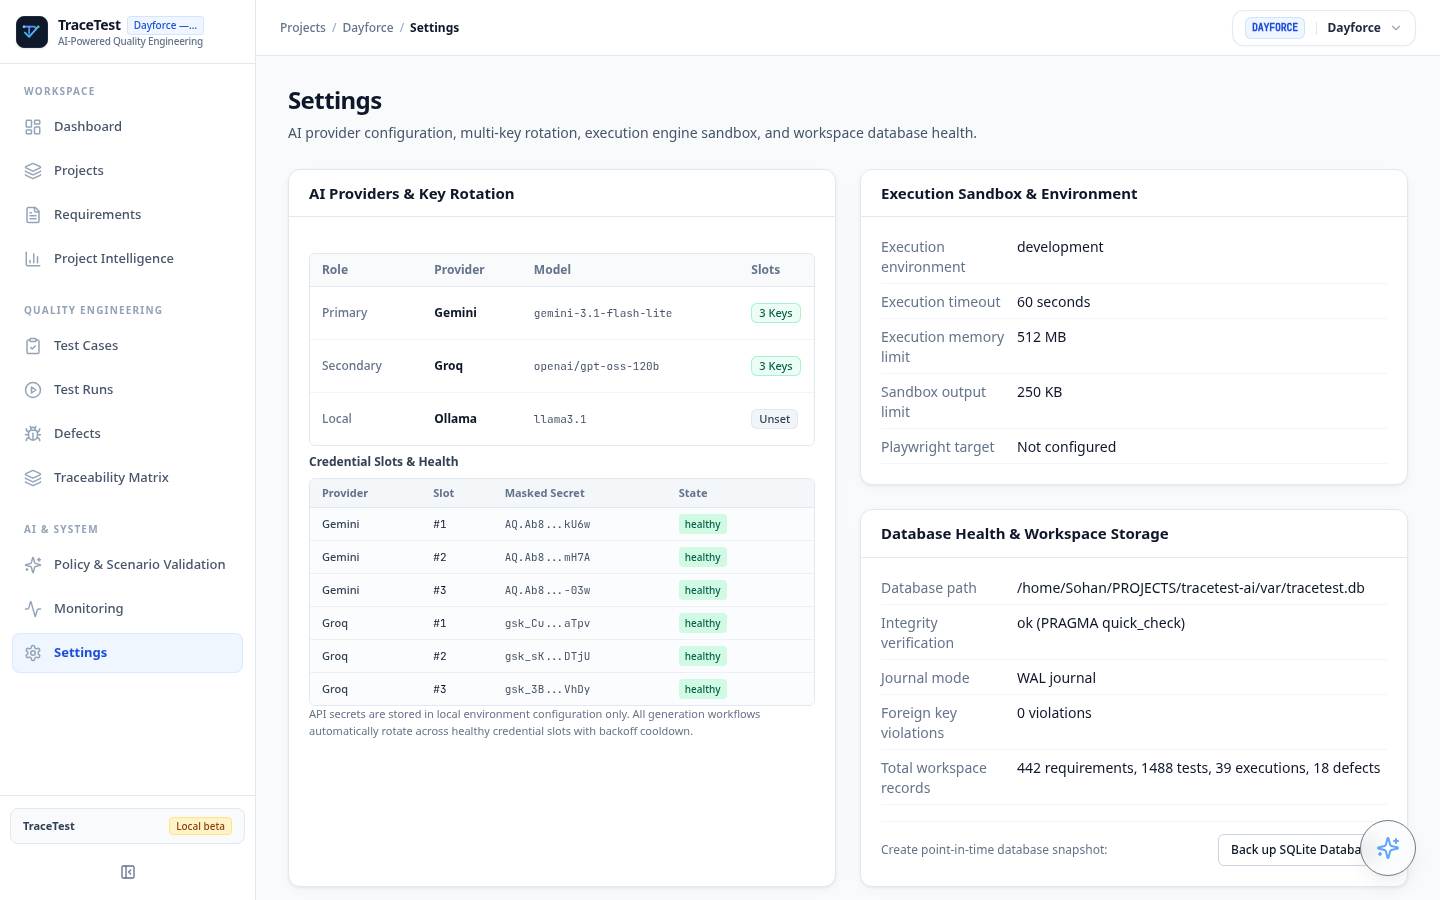 TraceTest
Dayforce —...
AI-Powered Quality Engineering
WORKSPACE
Dashboard
Projects
Requirements
Project Intelligence
QUALITY ENGINEERING
Test Cases
Test Runs
Defects
Traceability Matrix
AI & SYSTEM
Policy & Scenario Validation
Monitoring
Settings
TraceTest
Local beta
Projects / Dayforce / Settings
DAYFORCE
Dayforce
Settings
AI provider configuration, multi-key rotation, execution engine sandbox, and workspace database health.
AI Providers & Key Rotation
Role Provider Model Slots
Primary Gemini gemini-3.1-flash-lite 3 Keys
Secondary Groq openai/gpt-oss-120b 3 Keys
Local Ollama llama3.1 Unset
Credential Slots & Health
Provider Slot Masked Secret State
Gemini #1 AQ.Ab8...kU6w healthy
Gemini #2 AQ.Ab8...mH7A healthy
Gemini #3 AQ.Ab8...-03w healthy
Groq #1 gsk_Cu...aTpv healthy
Groq #2 gsk_sK...DTjU healthy
Groq #3 gsk_3B...VhDy healthy
API secrets are stored in local environment configuration only. All generation workflows
automatically rotate across healthy credential slots with backoff cooldown.
Execution Sandbox & Environment
Execution environment development
Execution timeout 60 seconds
Execution memory limit 512 MB
Sandbox output limit 250 KB
Playwright target Not configured
Database Health & Workspace Storage
Database path /home/Sohan/PROJECTS/tracetest-ai/var/tracetest.db
Integrity verification ok (PRAGMA quick_check)
Journal mode WAL journal
Foreign key violations 0 violations
Total workspace records 442 requirements, 1488 tests, 39 executions, 18 defects
Create point-in-time database snapshot:
Back up SQLite Databa